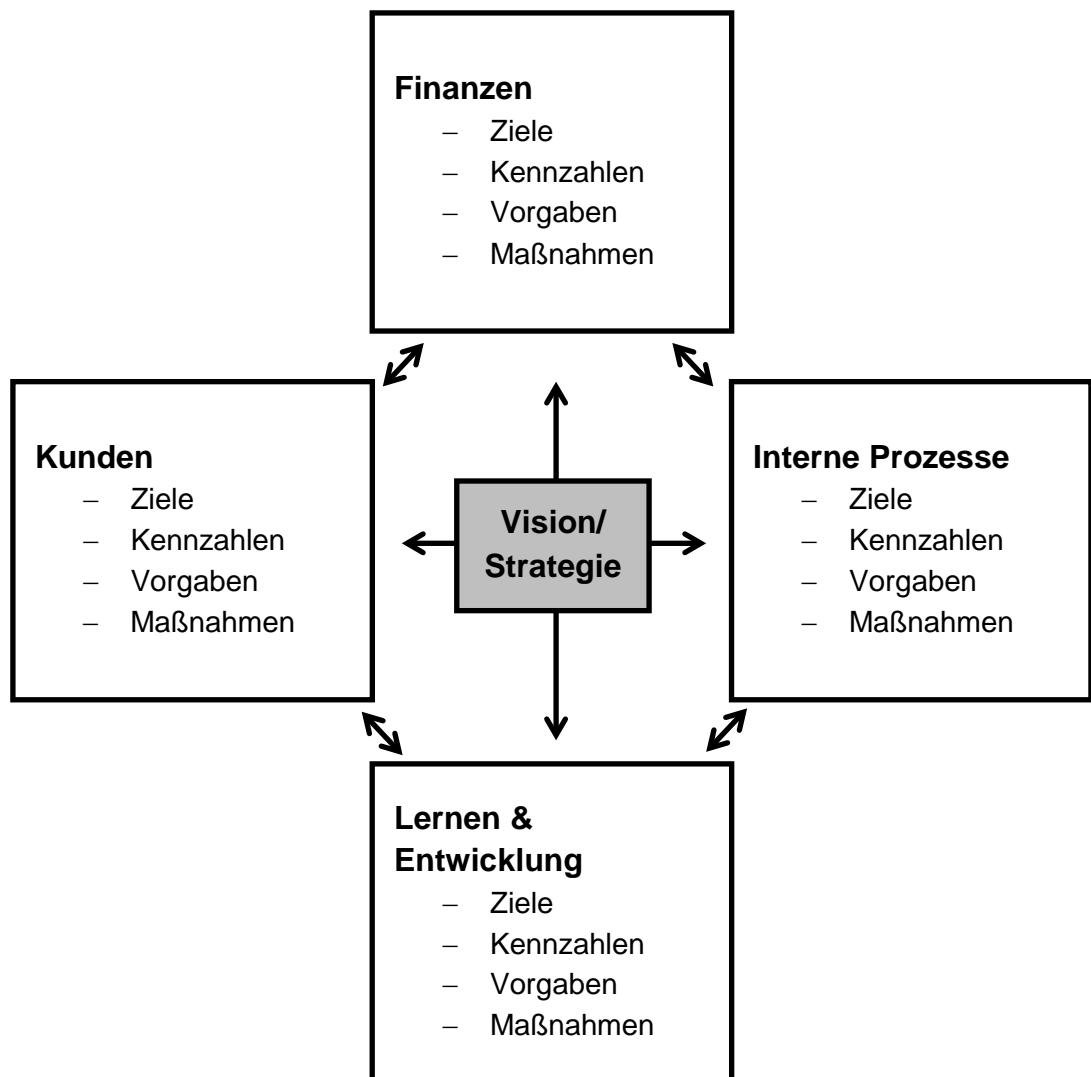 Finanzen
– Ziele
– Kennzahlen
– Vorgaben
– Maßnahmen
Kunden
– Ziele
– Kennzahlen
– Vorgaben
– Maßnahmen
Vision/
Strategie
Interne Prozesse
– Ziele
– Kennzahlen
– Vorgaben
– Maßnahmen
Lernen &
Entwicklung
– Ziele
– Kennzahlen
– Vorgaben
– Maßnahmen